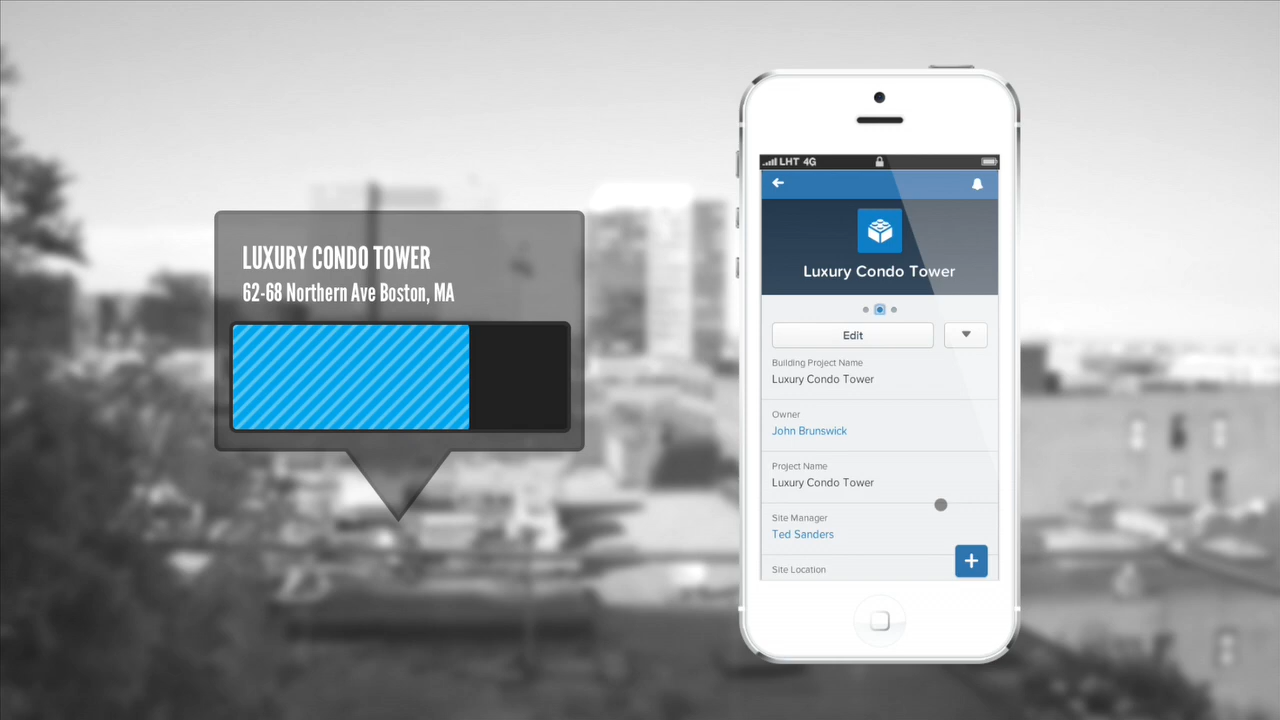 LUXURY CONDO TOWER
62-68 Northern Ave Boston, MA
LHT 4G
Luxury Condo Tower
Edit
Building Project Name
Luxury Condo Tower
Owner
John Brunswick
Project Name
Luxury Condo Tower
Site Manager
Ted Sanders
Site Location